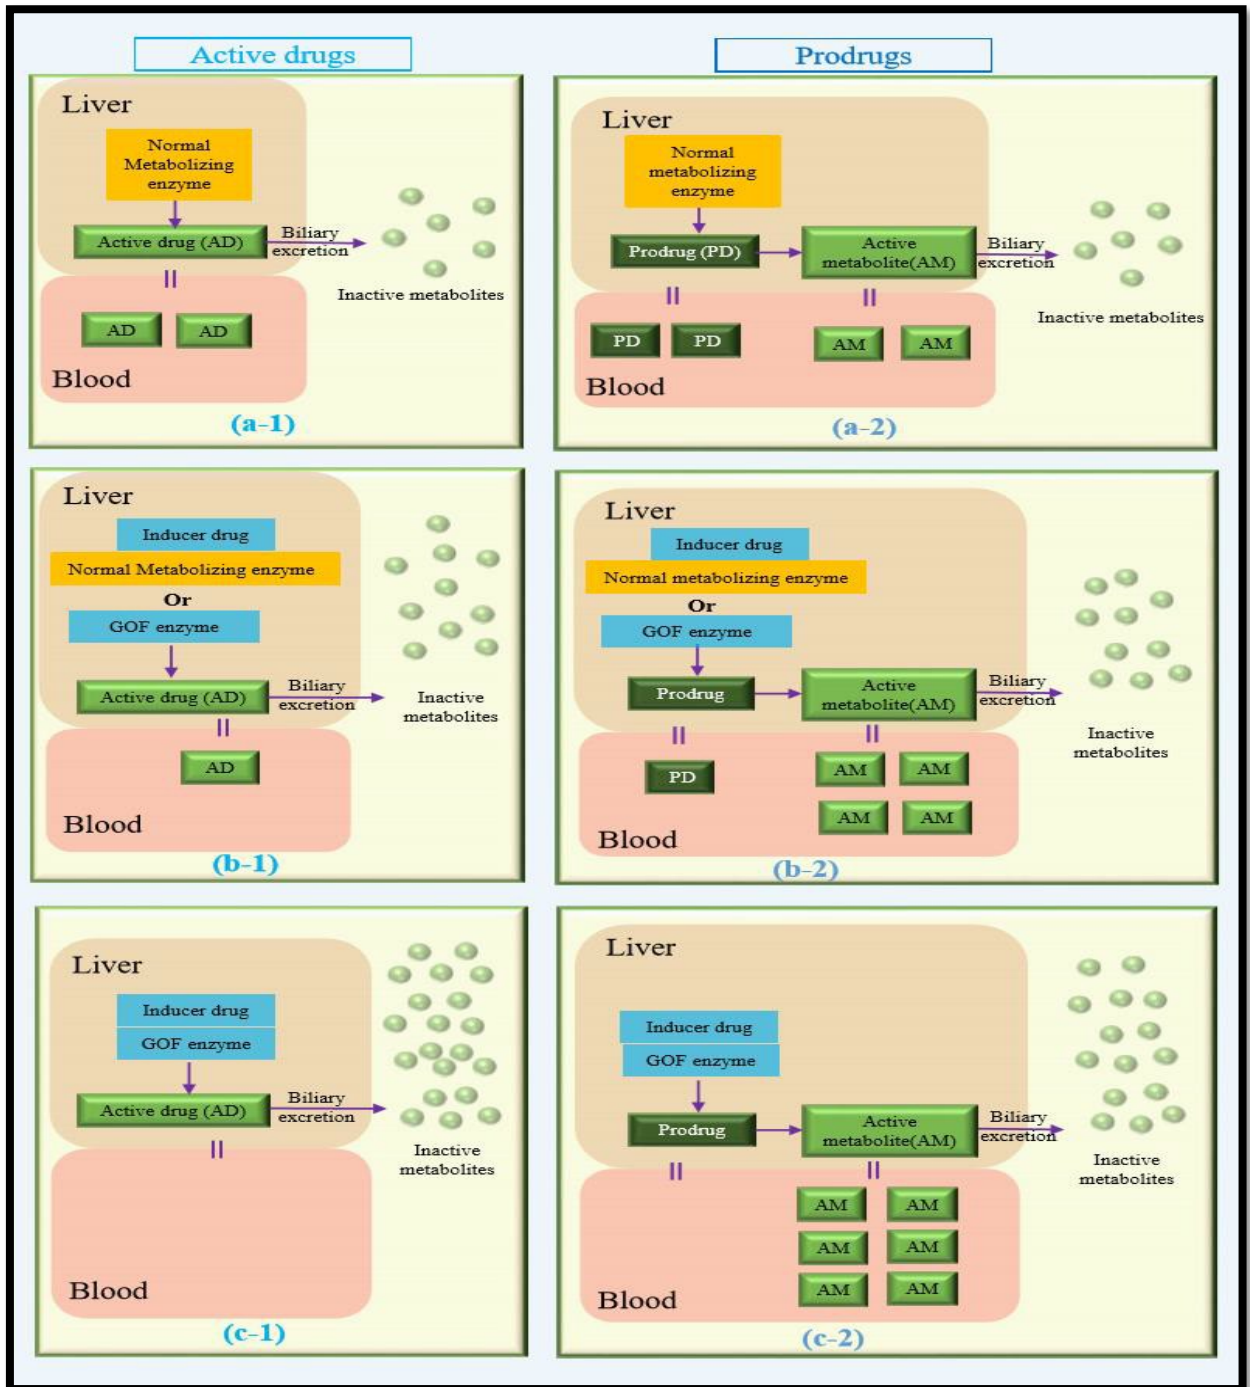 Active drugs
Prodrugs
Liver
Normal
Metabolizing
enzyme
Active drug (AD)
Biliary
excretion
Inactive metabolites
AD
AD
Blood
(a-1)
Liver
Normal
metabolizing
enzyme
Prodrug (PD)
Active
metabolite(AM)
Biliary
excretion
Inactive metabolites
PD
PD
AM
AM
Blood
(a-2)
Liver
Inducer drug
Normal Metabolizing enzyme
Or
GOF enzyme
Active drug (AD)
Biliary
excretion
Inactive
metabolites
AD
Blood
(b-1)
Liver
Inducer drug
Normal metabolizing enzyme
Or
GOF enzyme
Prodrug
Active
metabolite(AM)
Biliary
excretion
Inactive
metabolites
PD
AM
AM
AM
AM
Blood
(b-2)
Liver
Inducer drug
GOF enzyme
Active drug (AD)
Biliary
excretion
Inactive
metabolites
Blood
(c-1)
Liver
Inducer drug
GOF enzyme
Prodrug
Active
metabolite(AM)
Biliary
excretion
Inactive
metabolites
AM
AM
AM
AM
AM
AM
Blood
(c-2)